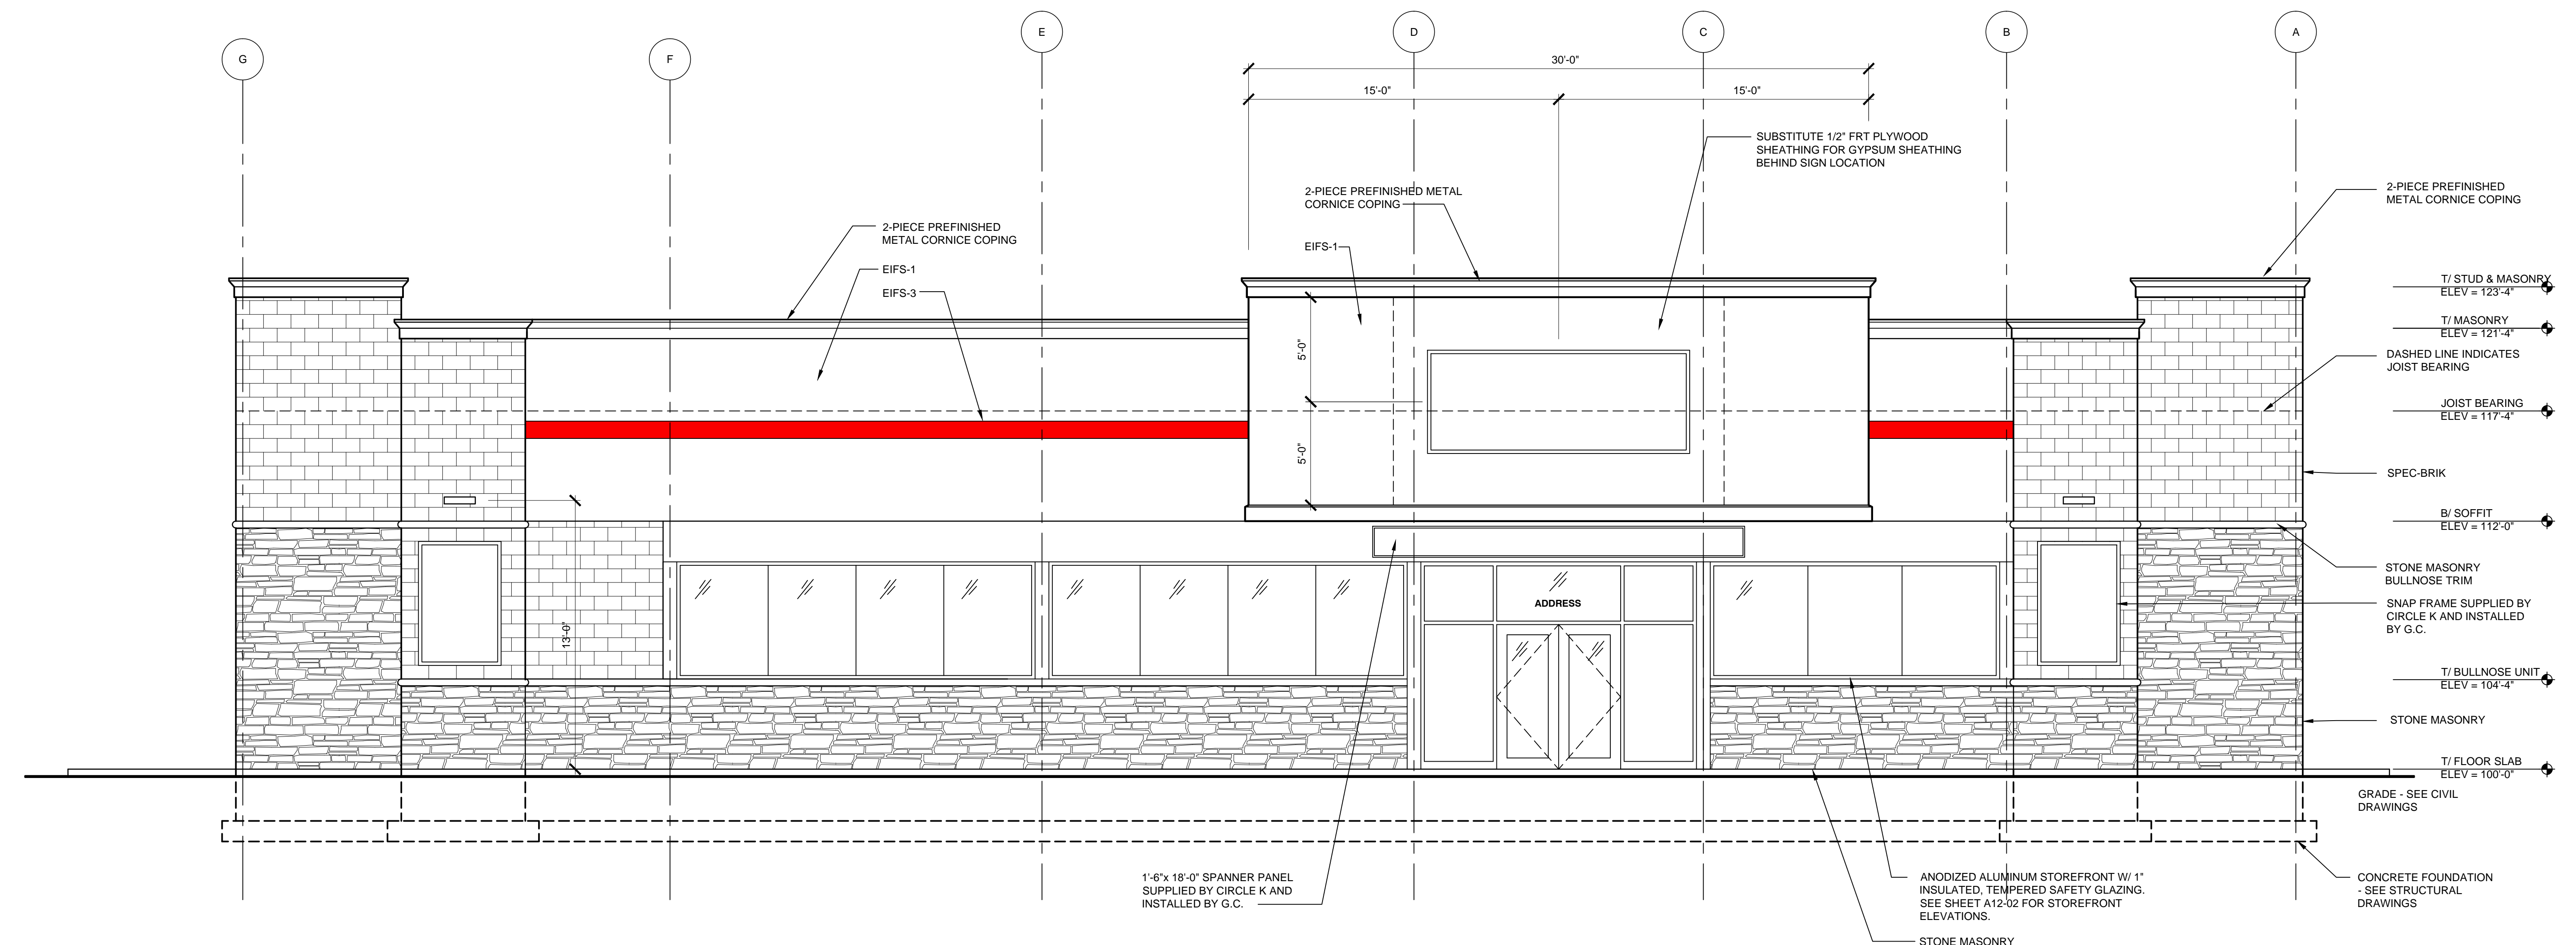 G
F
E
D
C
B
A
30'-0"
15'-0"
15'-0"
SUBSTITUTE 1/2" FRT PLYWOOD
SHEATHING FOR GYPSUM SHEATHING
BEHIND SIGN LOCATION
2-PIECE PREFINISHED METAL
CORNICE COPING
2-PIECE PREFINISHED
METAL CORNICE COPING
2-PIECE PREFINISHED
METAL CORNICE COPING
EIFS-1
EIFS-1
EIFS-3
T/ STUD & MASONRY
ELEV = 123'-4"
T/ MASONRY
ELEV = 121'-4"
DASHED LINE INDICATES
JOIST BEARING
5'-0"
5'-0"
JOIST BEARING
ELEV = 117'-4"
SPEC-BRIK
B/ SOFFIT
ELEV = 112'-0"
STONE MASONRY
BULLNOSE TRIM
SNAP FRAME SUPPLIED BY
CIRCLE K AND INSTALLED
BY G.C.
ADDRESS
13'-0"
T/ BULLNOSE UNIT
ELEV = 104'-4"
STONE MASONRY
T/ FLOOR SLAB
ELEV = 100'-0"
GRADE - SEE CIVIL
DRAWINGS
1'-6"x 18'-0" SPANNER PANEL
SUPPLIED BY CIRCLE K AND
INSTALLED BY G.C.
ANODIZED ALUMINUM STOREFRONT W/ 1"
INSULATED, TEMPERED SAFETY GLAZING.
SEE SHEET A12-02 FOR STOREFRONT
ELEVATIONS.
CONCRETE FOUNDATION
- SEE STRUCTURAL
DRAWINGS
STONE MASONRY